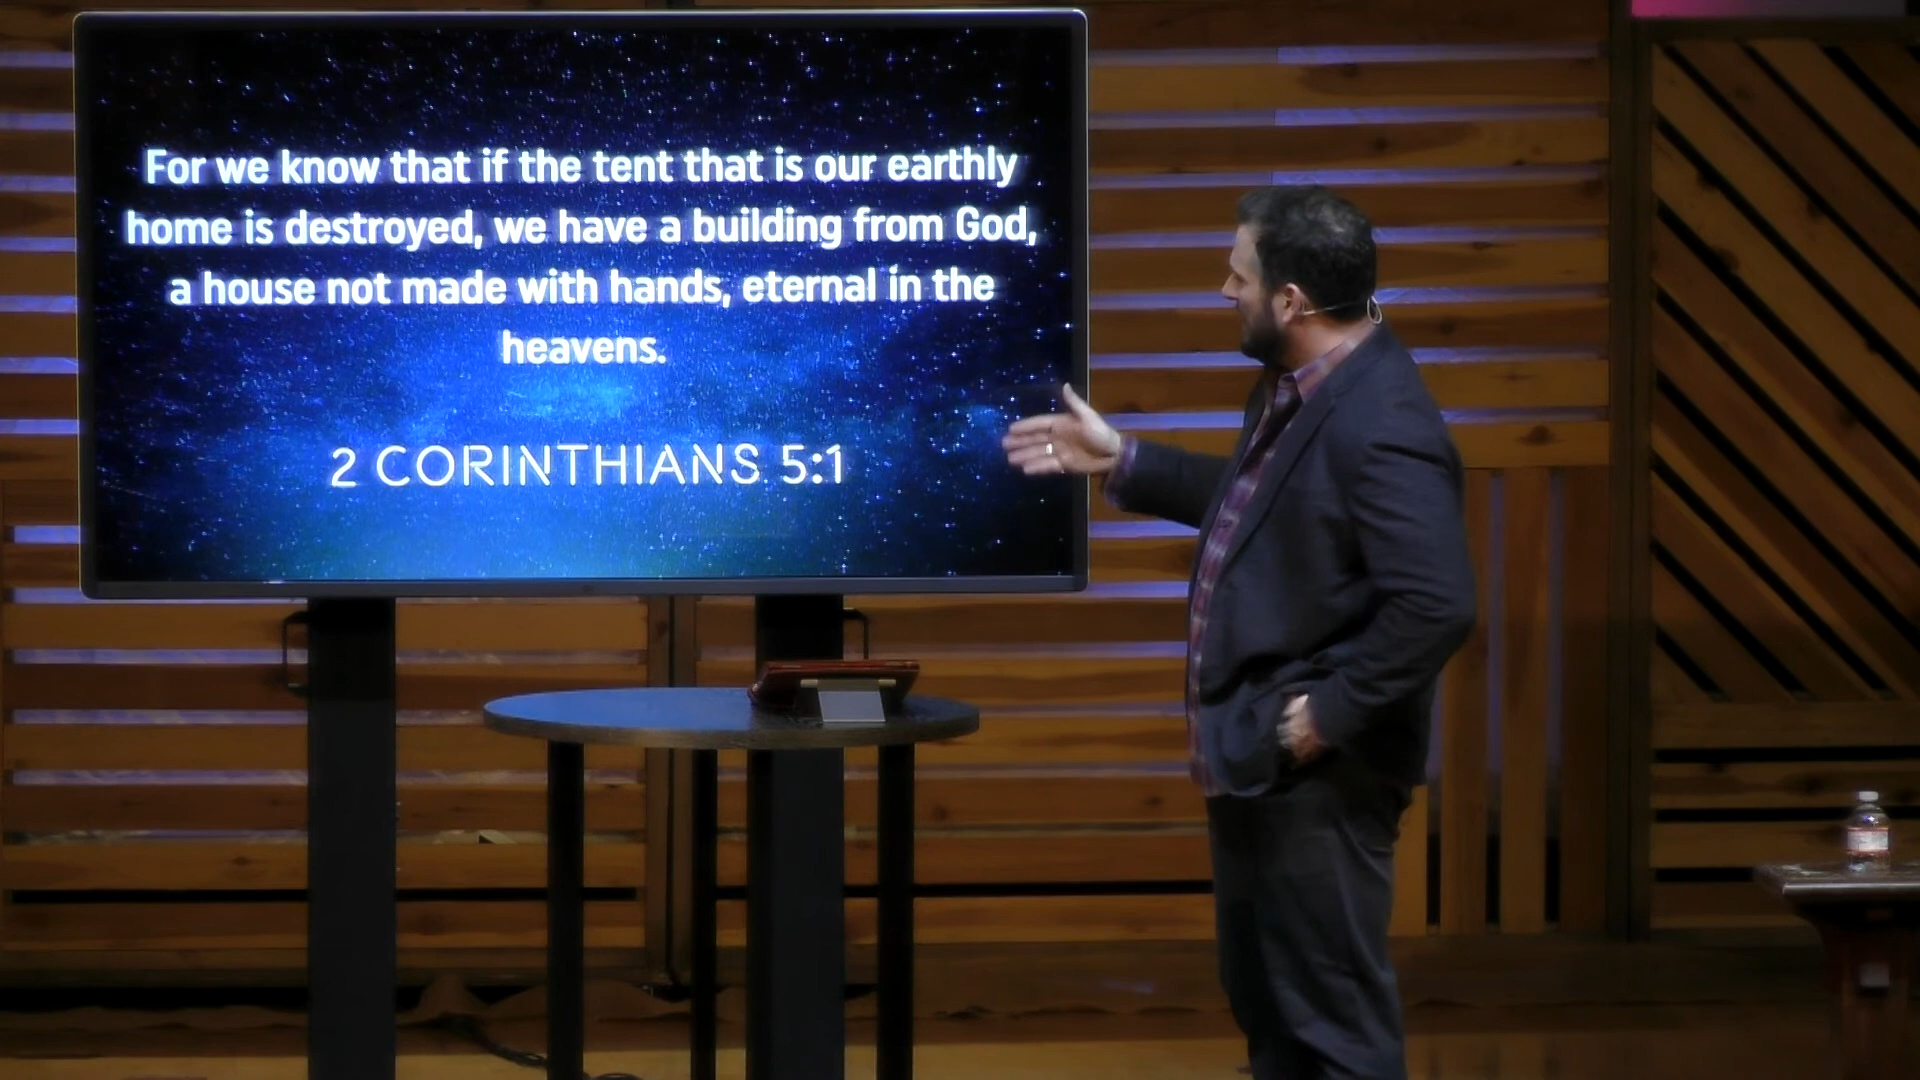 For we know that if the tent that is our earthly
home is destroyed, we have a building from God,
a house not made with hands, eternal in the
heavens.
2 CORINTHIANS 5:1